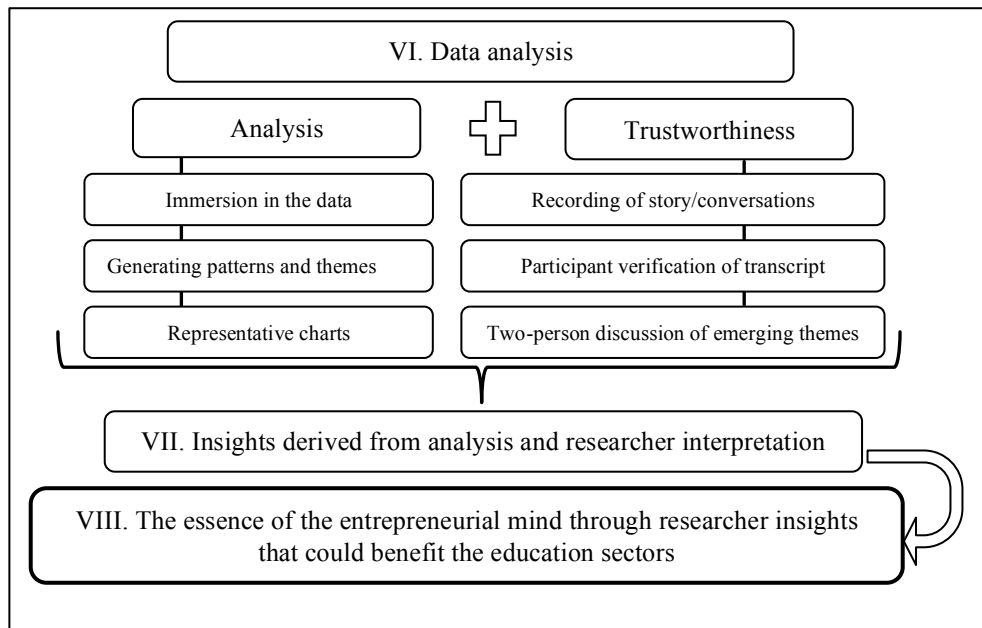 VI. Data analysis
Analysis
Trustworthiness
Immersion in the data
Recording of story/conversations
Generating patterns and themes
Participant verification of transcript
Representative charts
Two-person discussion of emerging themes
VII. Insights derived from analysis and researcher interpretation
VIII. The essence of the entrepreneurial mind through researcher insights
that could benefit the education sectors